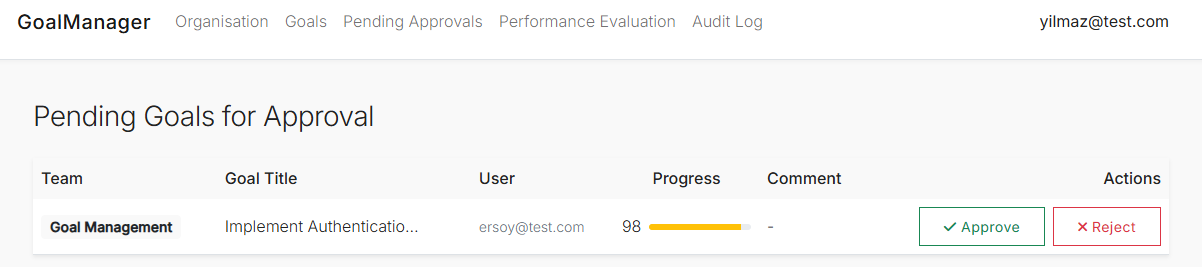 GoalManager Organisation Goals Pending Approvals Performance Evaluation Audit Log yilmaz@test.com
Pending Goals for Approval
Team Goal Title User Progress Comment Actions
Goal Management Implement Authenticatio... ersoy@test.com 98 - Approve Reject